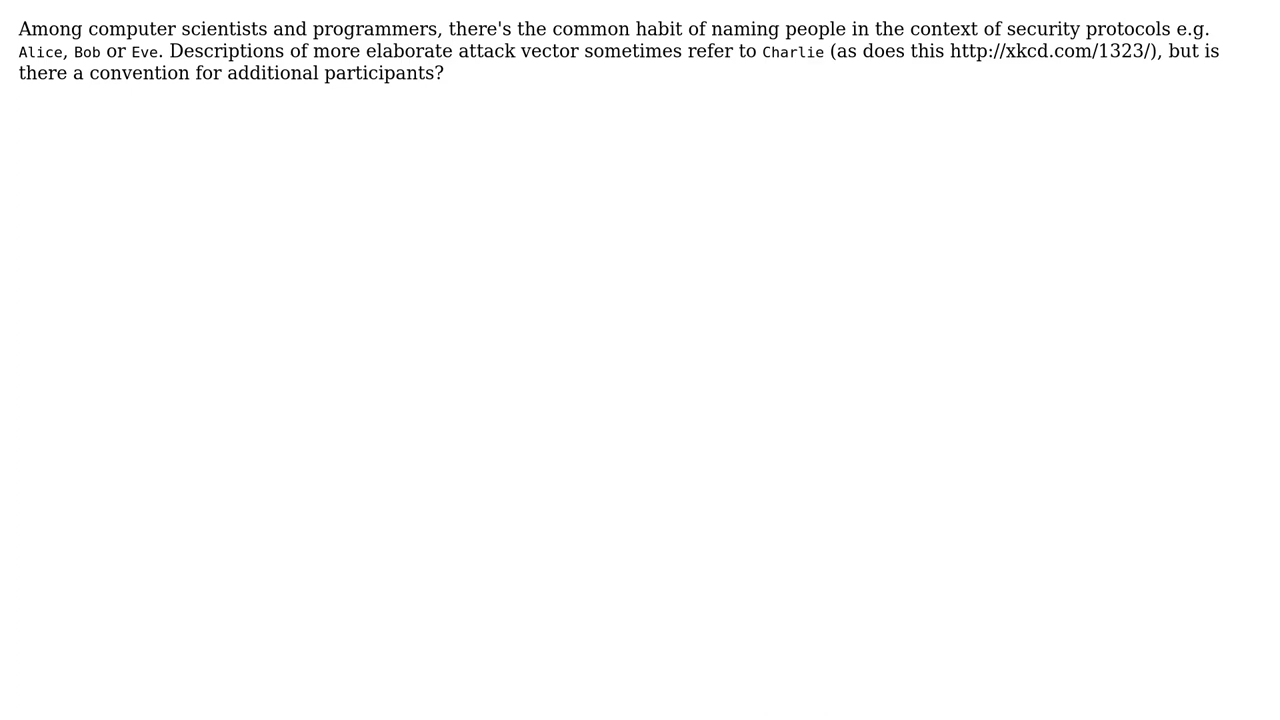 Among computer scientists and programmers, there's the common habit of naming people in the context of security protocols e.g.
Alice, Bob or Eve. Descriptions of more elaborate attack vector sometimes refer to Charlie (as does this http://xkcd.com/1323/), but is
there a convention for additional participants?